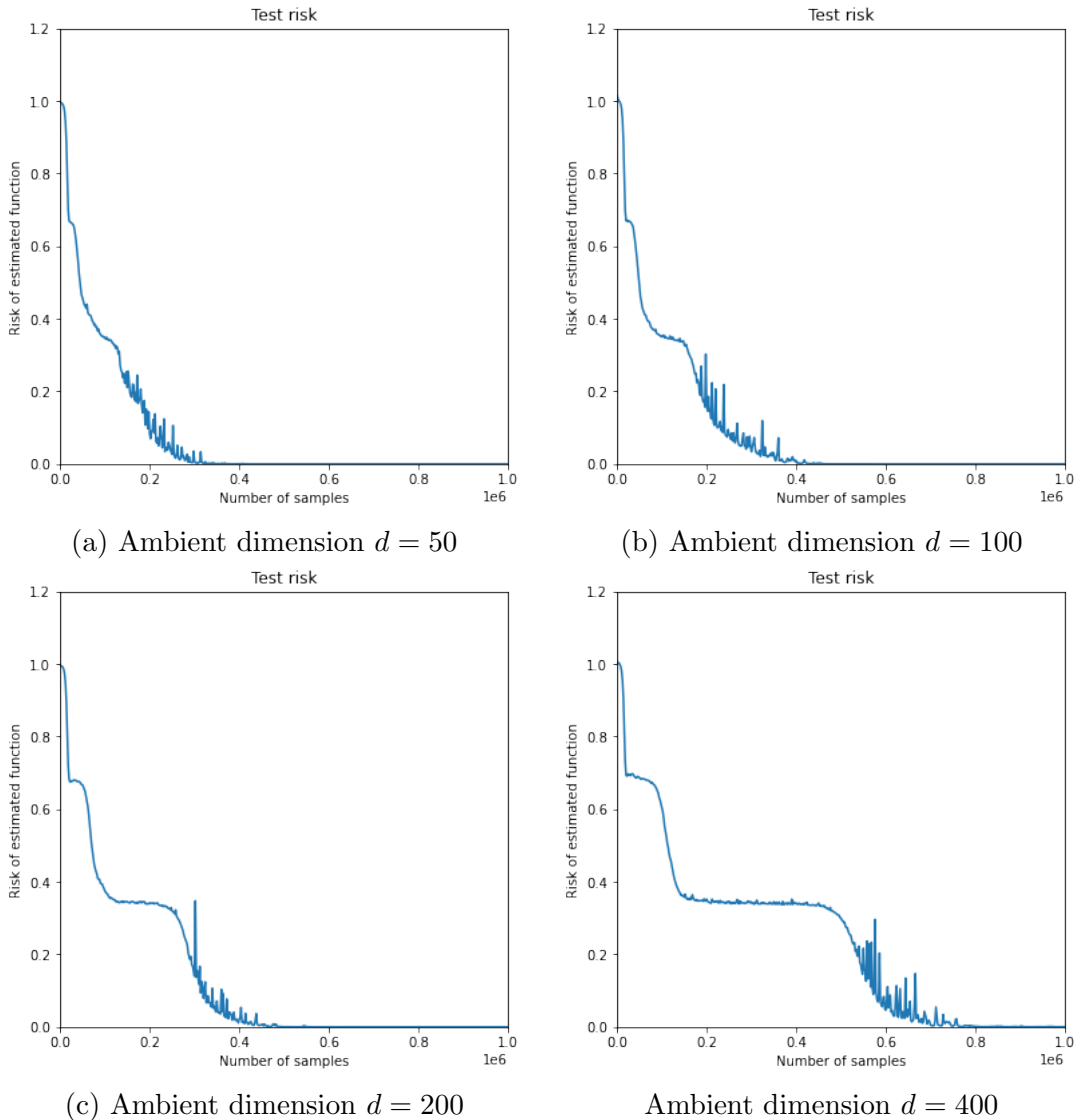 Test risk
Test risk
1.2
1.0
0.8
0.6
0.4
0.2
0.0
Risk of estimated function
0.0 0.2 0.4 0.6 0.8 1.0
1e6
Number of samples
1.2
1.0
0.8
0.6
0.4
0.2
0.0
Risk of estimated function
0.0 0.2 0.4 0.6 0.8 1.0
1e6
Number of samples
(a) Ambient dimension d = 50
(b) Ambient dimension d = 100
Test risk
Test risk
1.2
1.0
0.8
0.6
0.4
0.2
0.0
Risk of estimated function
0.0 0.2 0.4 0.6 0.8 1.0
1e6
Number of samples
1.2
1.0
0.8
0.6
0.4
0.2
0.0
Risk of estimated function
0.0 0.2 0.4 0.6 0.8 1.0
1e6
Number of samples
(c) Ambient dimension d = 200
Ambient dimension d = 400